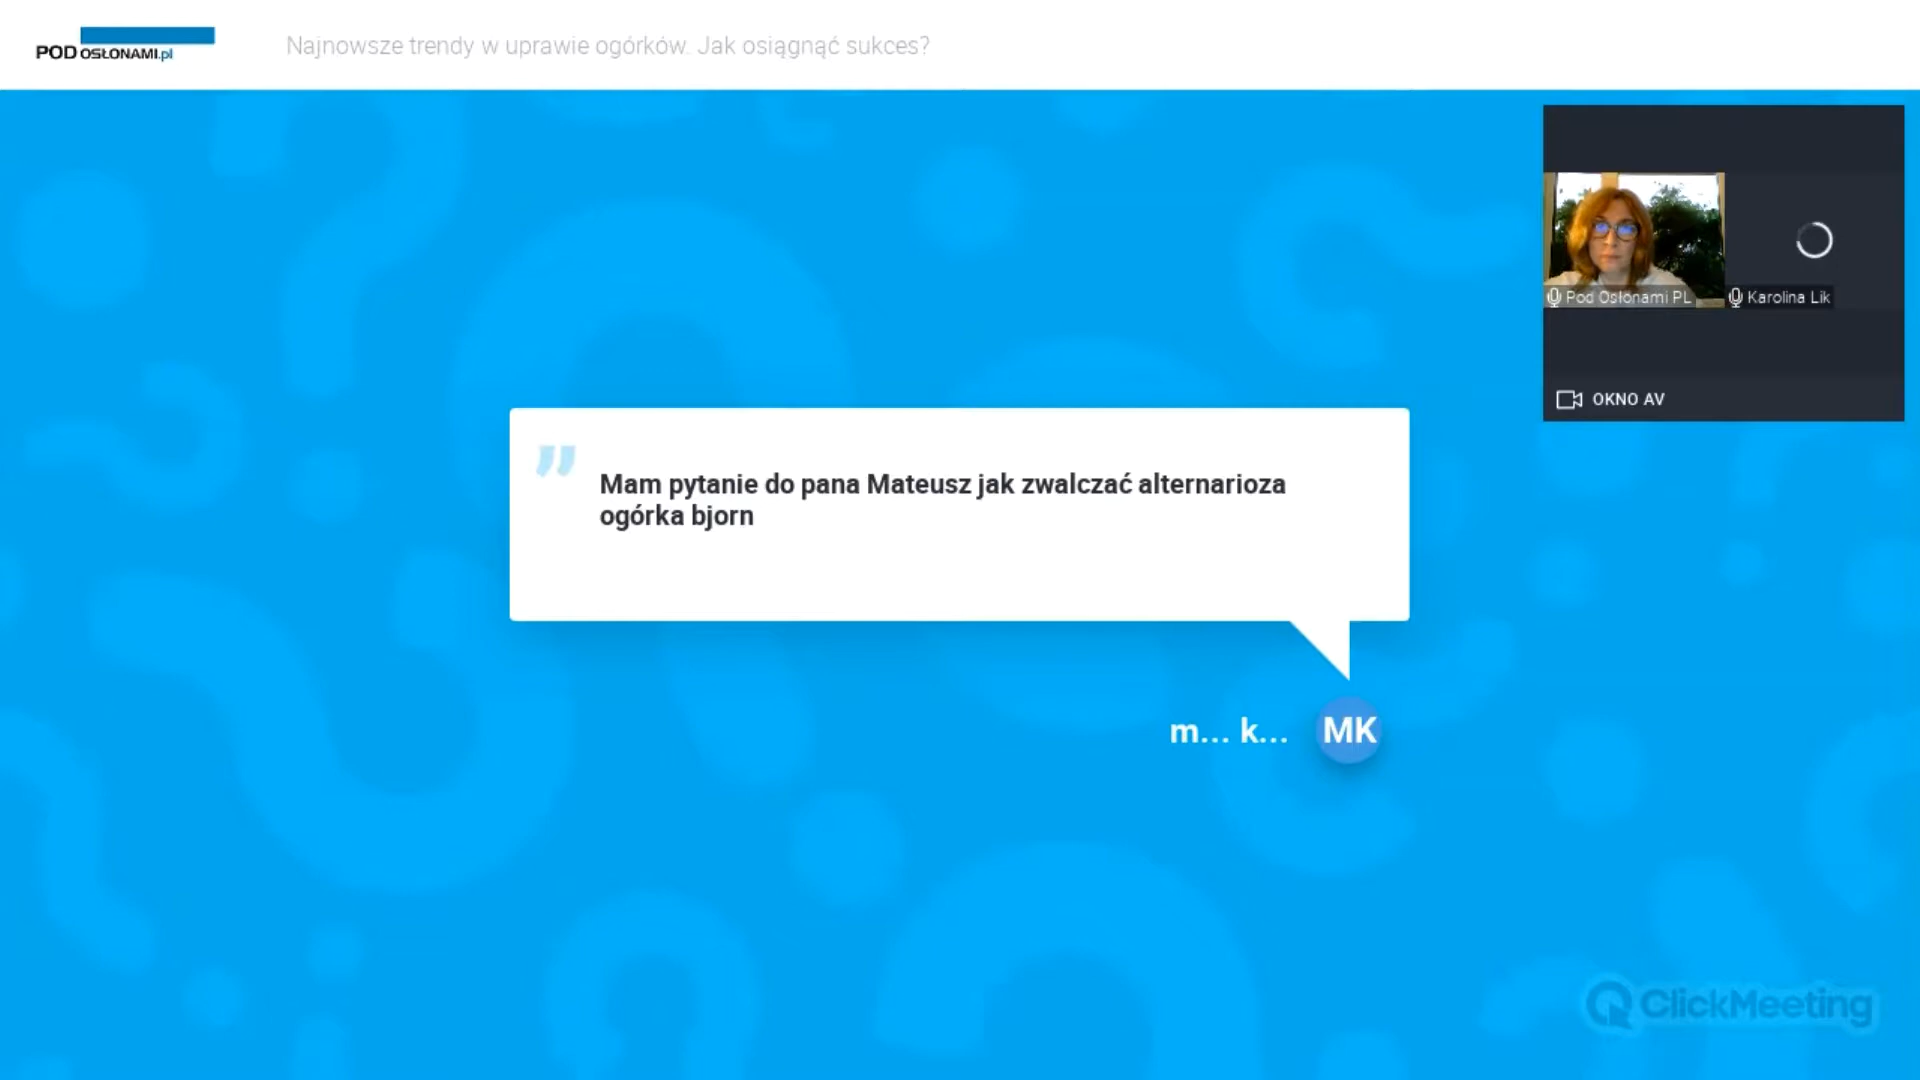 POD OSŁONAMI.pl
Najnowsze trendy w uprawie ogórków. Jak osiągnąć sukces?
Pod Osłonami PL
Karolina Lik
OKNO AV
Mam pytanie do pana Mateusz jak zwalczać alternarioza
ogórka bjorn
m... k...
MK
ClickMeeting